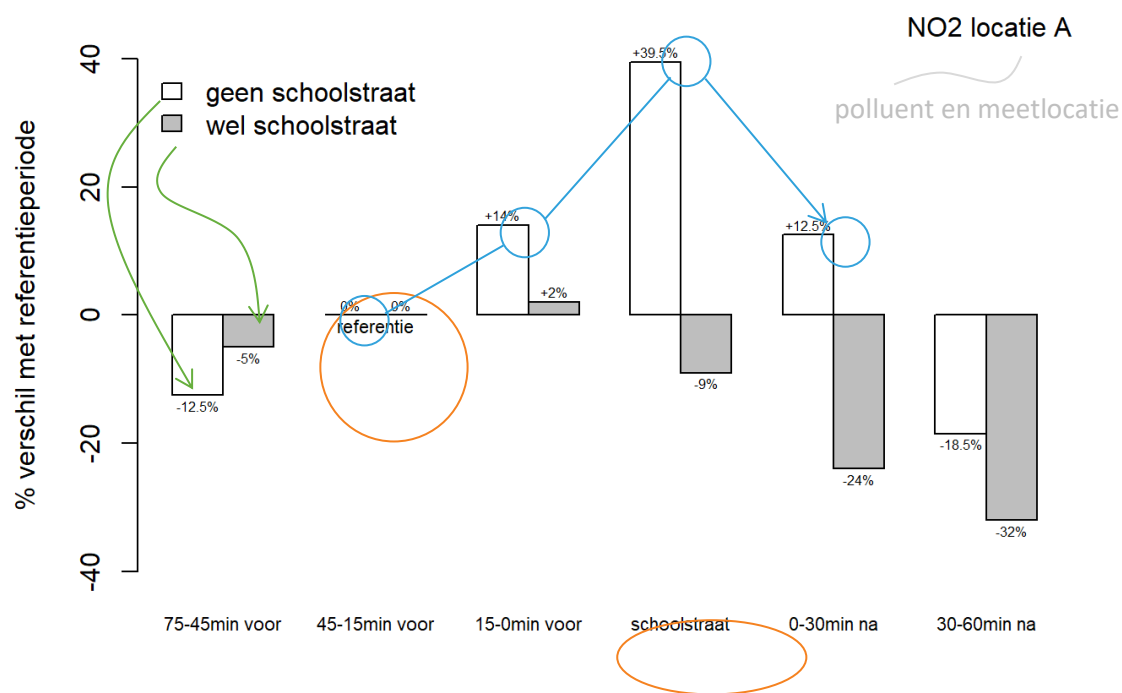 NO2 locatie A
polluent en meetlocatie
geen schoolstraat
wel schoolstraat
% verschil met referentieperiode
40
20
0
-20
-40
-12.5%
-5%
0%
0%
referentie
+14%
+2%
+39.5%
-9%
+12.5%
-24%
-18.5%
-32%
75-45min voor
45-15min voor
15-0min voor
schoolstraat
0-30min na
30-60min na